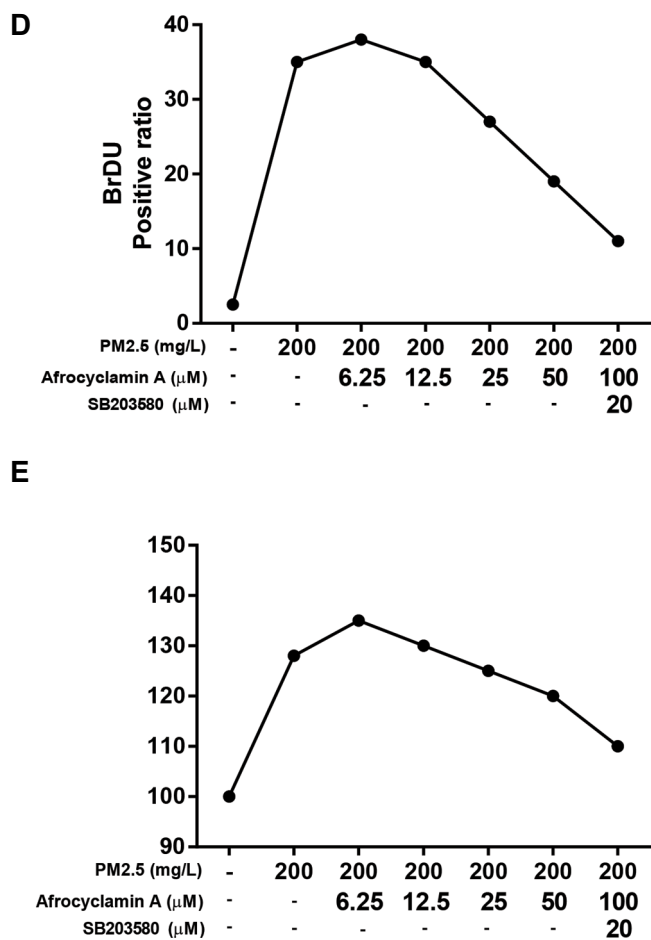 D
40
30
20
10
0
BrDU
Positive ratio
PM2.5 (mg/L) - 200 200 200 200 200 200
Afrocyclamin A (μM) - - 6.25 12.5 25 50 100
SB203580 (μM) - - - - - - 20
E
150
140
130
120
110
100
90
PM2.5 (mg/L) - 200 200 200 200 200 200
Afrocyclamin A (μM) - - 6.25 12.5 25 50 100
SB203580 (μM) - - - - - - 20